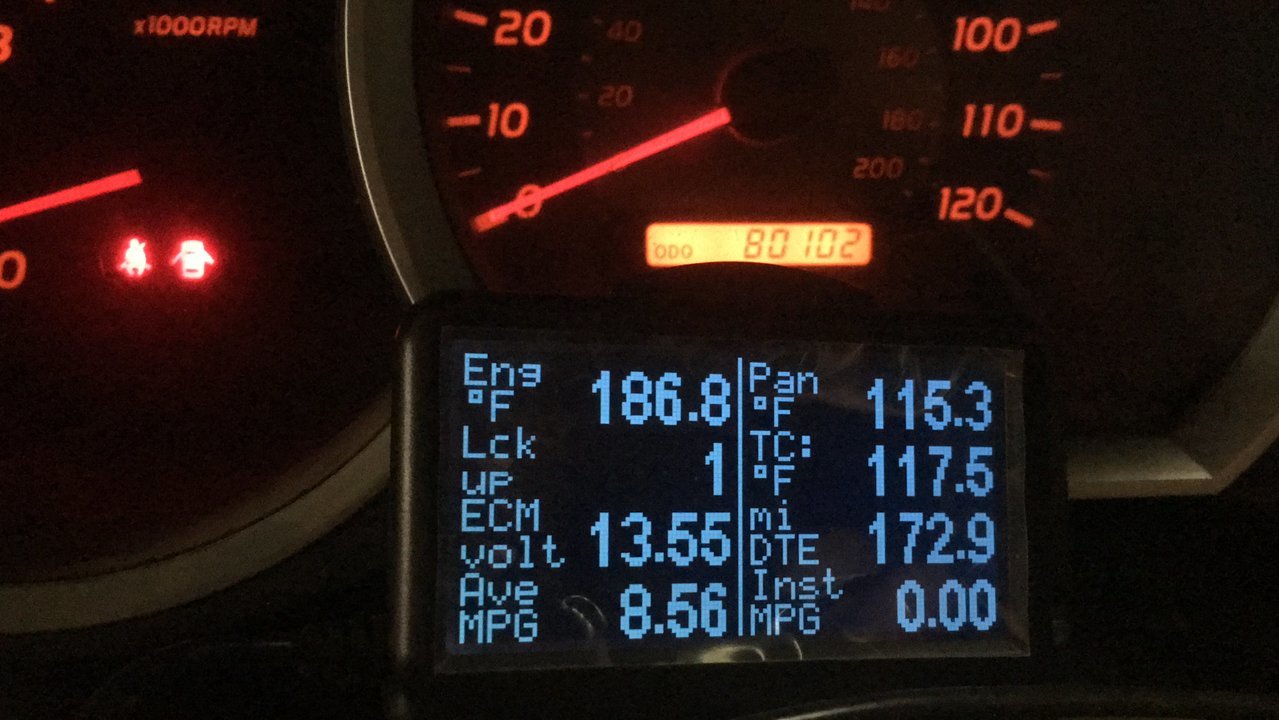 x1000RPM
20
40
100
160
20
10
180
110
200
0
120
0
ODO 80102
Eng °F 186.8
Pan °F 115.3
Lck up 1
TC: °F 117.5
ECM volt 13.55
mi DTE 172.9
Ave MPG 8.56
Inst MPG 0.00